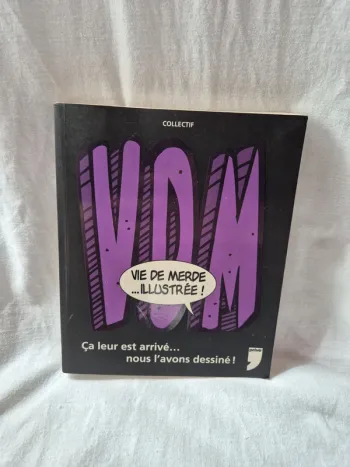 COLLECTIF
VDM
VIE DE MERDE
...ILLUSTRÉE !
Ça leur est arrivé...
nous l'avons dessiné !